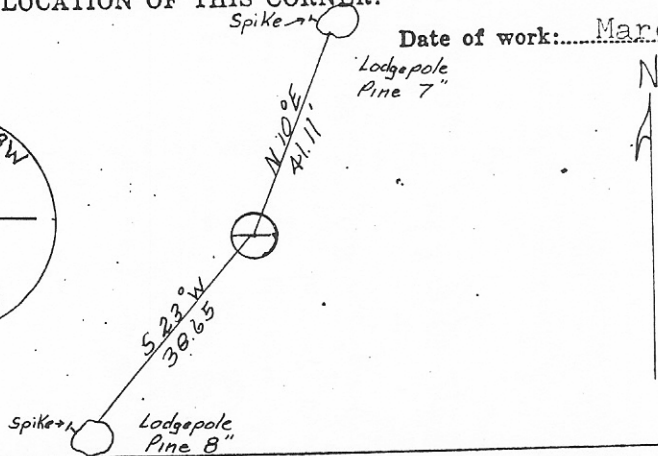 LOCATION OF THIS CORNER:
Spike
Date of work:
Lodgepole
Pine 7"
N
W
N 10° E
41.11'
S 23° W
38.65
Spike
Lodgepole
Pine 8"